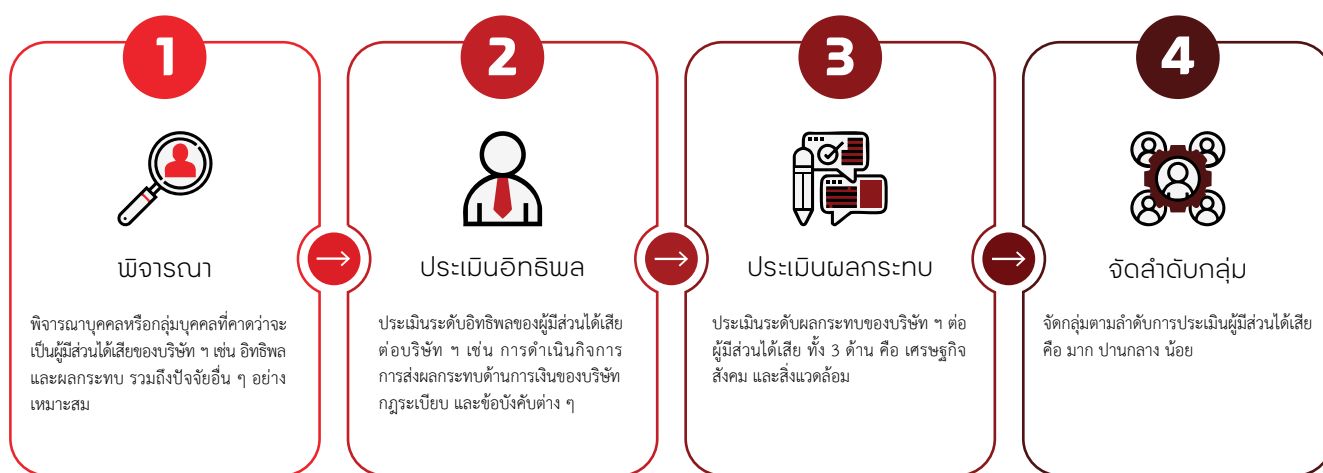 1
พิจารณา
พิจารณาบุคคลหรือกลุ่มบุคคลที่คาดว่าจะ
เป็นผู้มีส่วนได้เสียของบริษัท ฯ เช่น อิทธิพล
และผลกระทบ รวมถึงปัจจัยอื่น ๆ อย่าง
เหมาะสม
2
ประเมินอิทธิพล
ประเมินระดับอิทธิพลของผู้มีส่วนได้เสีย
ต่อบริษัท ฯ เช่น การดำเนินกิจการ
การส่งผลกระทบด้านการเงินของบริษัท
กฎระเบียบ และข้อบังคับต่าง ๆ
3
ประเมินผลกระทบ
ประเมินระดับผลกระทบของบริษัท ฯ ต่อ
ผู้มีส่วนได้เสีย ทั้ง 3 ด้าน คือ เศรษฐกิจ
สังคม และสิ่งแวดล้อม
4
จัดลำดับกลุ่ม
จัดกลุ่มตามลำดับการประเมินผู้มีส่วนได้เสีย
คือ มาก ปานกลาง น้อย